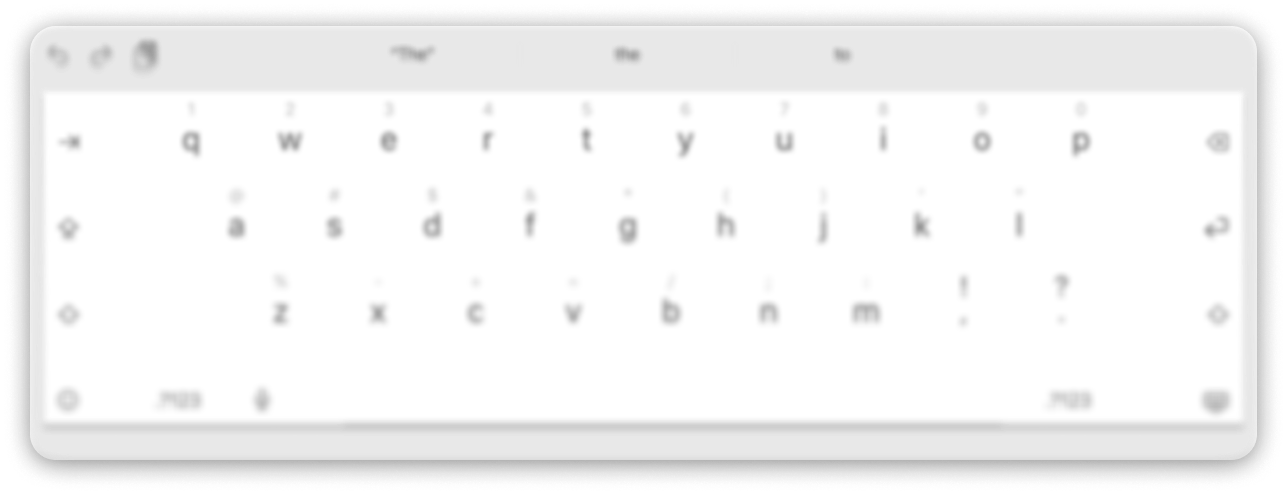 "The" the to
1 2 3 4 5 6 7 8 9 0
q w e r t y u i o p
@ # $ & * ( ) ' "
a s d f g h j k l
% - + = / ; : ! ?
z x c v b n m , .
.?123 .?123